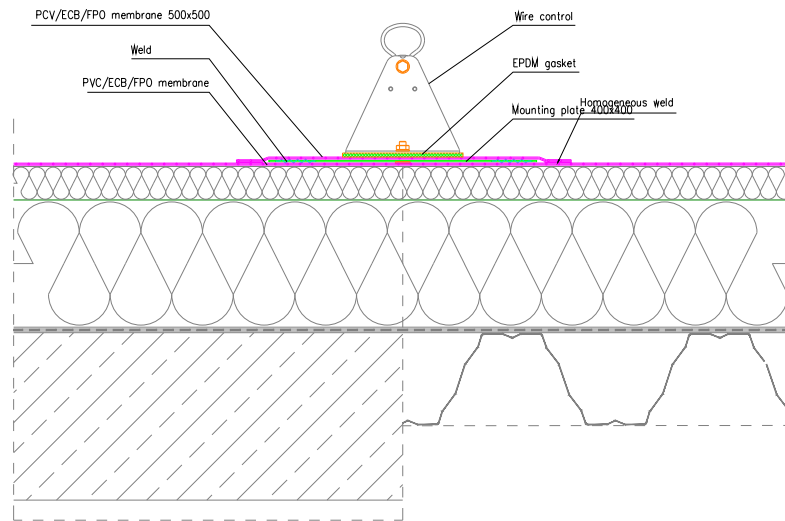 PCV/ECB/FPO membrane 500x500
Wire control
Weld
EPDM gasket
PVC/ECB/FPO membrane
Homogeneous weld
Mounting plate 400x400